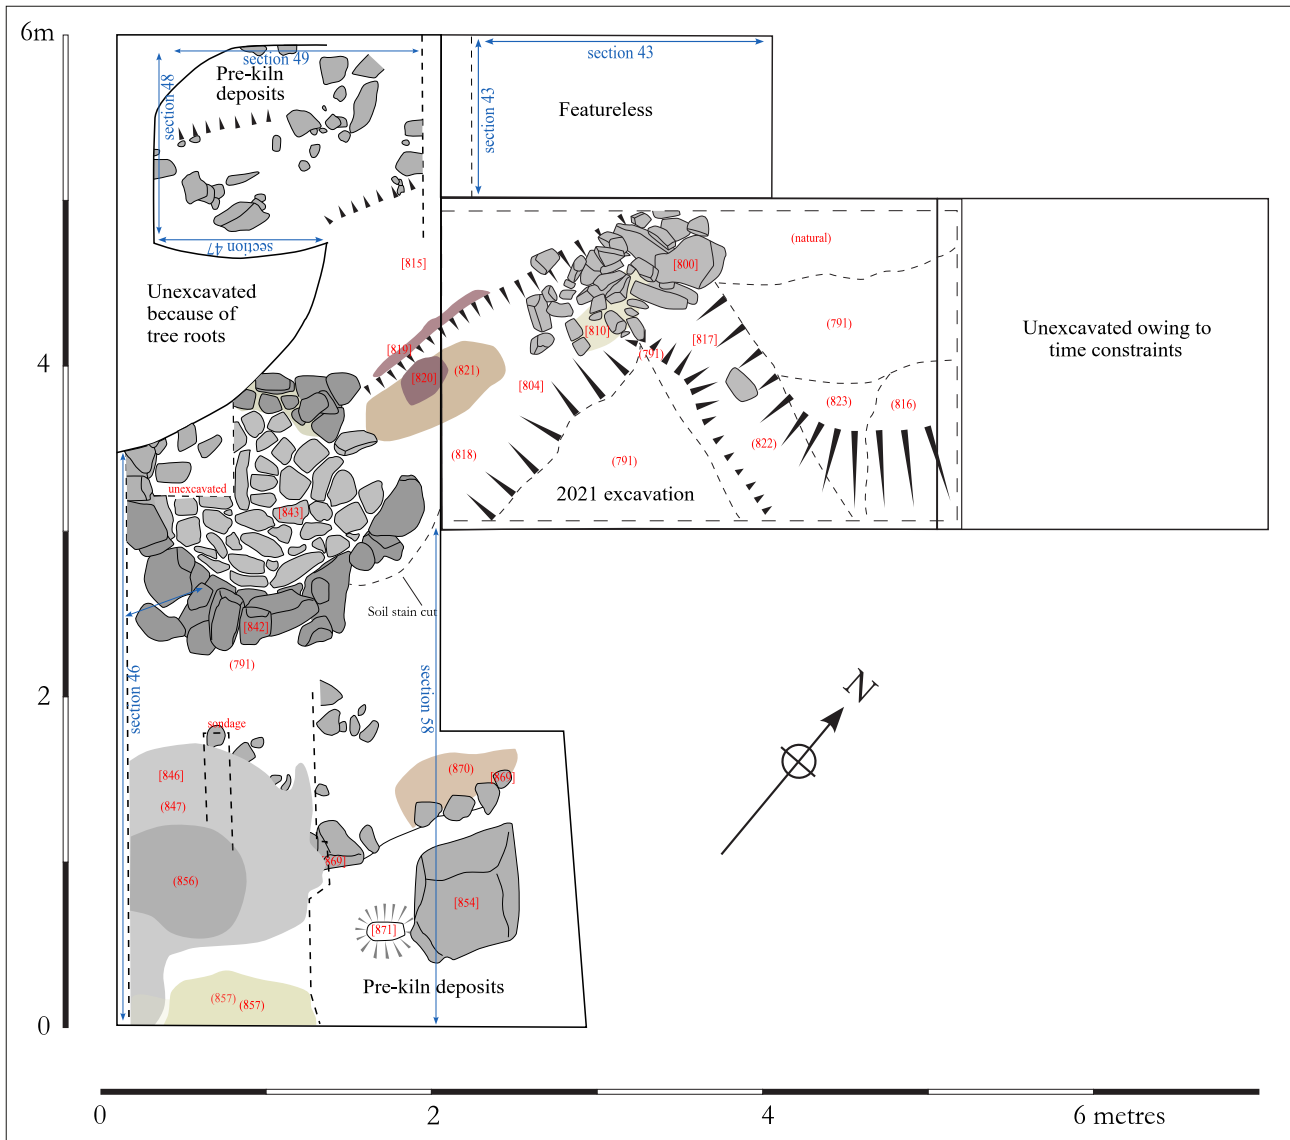 6m
section 49
section 43
Pre-kiln
deposits
section 48
section 43
Featureless
section 47
(natural)
[815]
[800]
Unexcavated
because of
tree roots
[810]
(791)
[817]
Unexcavated owing to
time constraints
[819]
(791)
4
[820]
(821)
[804]
(823)
(816)
(822)
(818)
(791)
unexcavated
2021 excavation
[843]
Soil stain cut
[842]
(791)
section 46
section 58
2
N
sondage
[846]
(870)
[869]
(847)
[869]
(856)
[854]
[871]
Pre-kiln deposits
(857)
(857)
0
0
2
4
6 metres